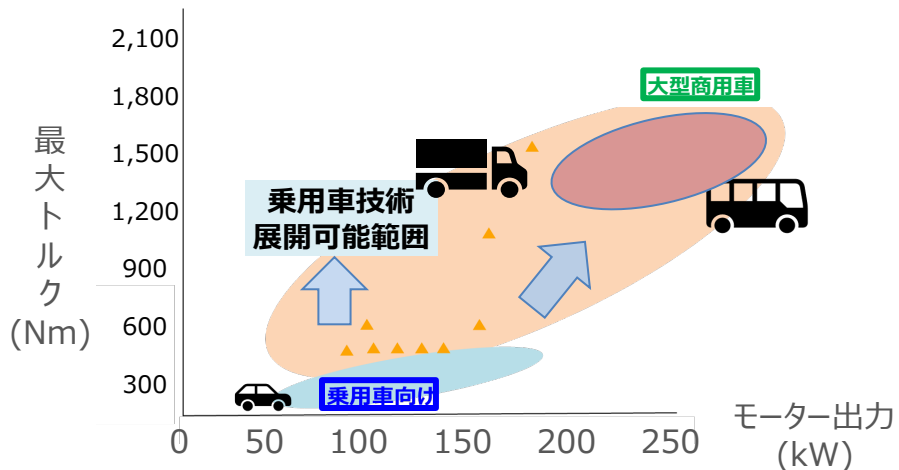 2,100
1,800
1,500
1,200
900
600
300
最大トルク
(Nm)
大型商用車
乗用車技術
展開可能範囲
乗用車向け
0 50 100 150 200 250
モーター出力
(kW)